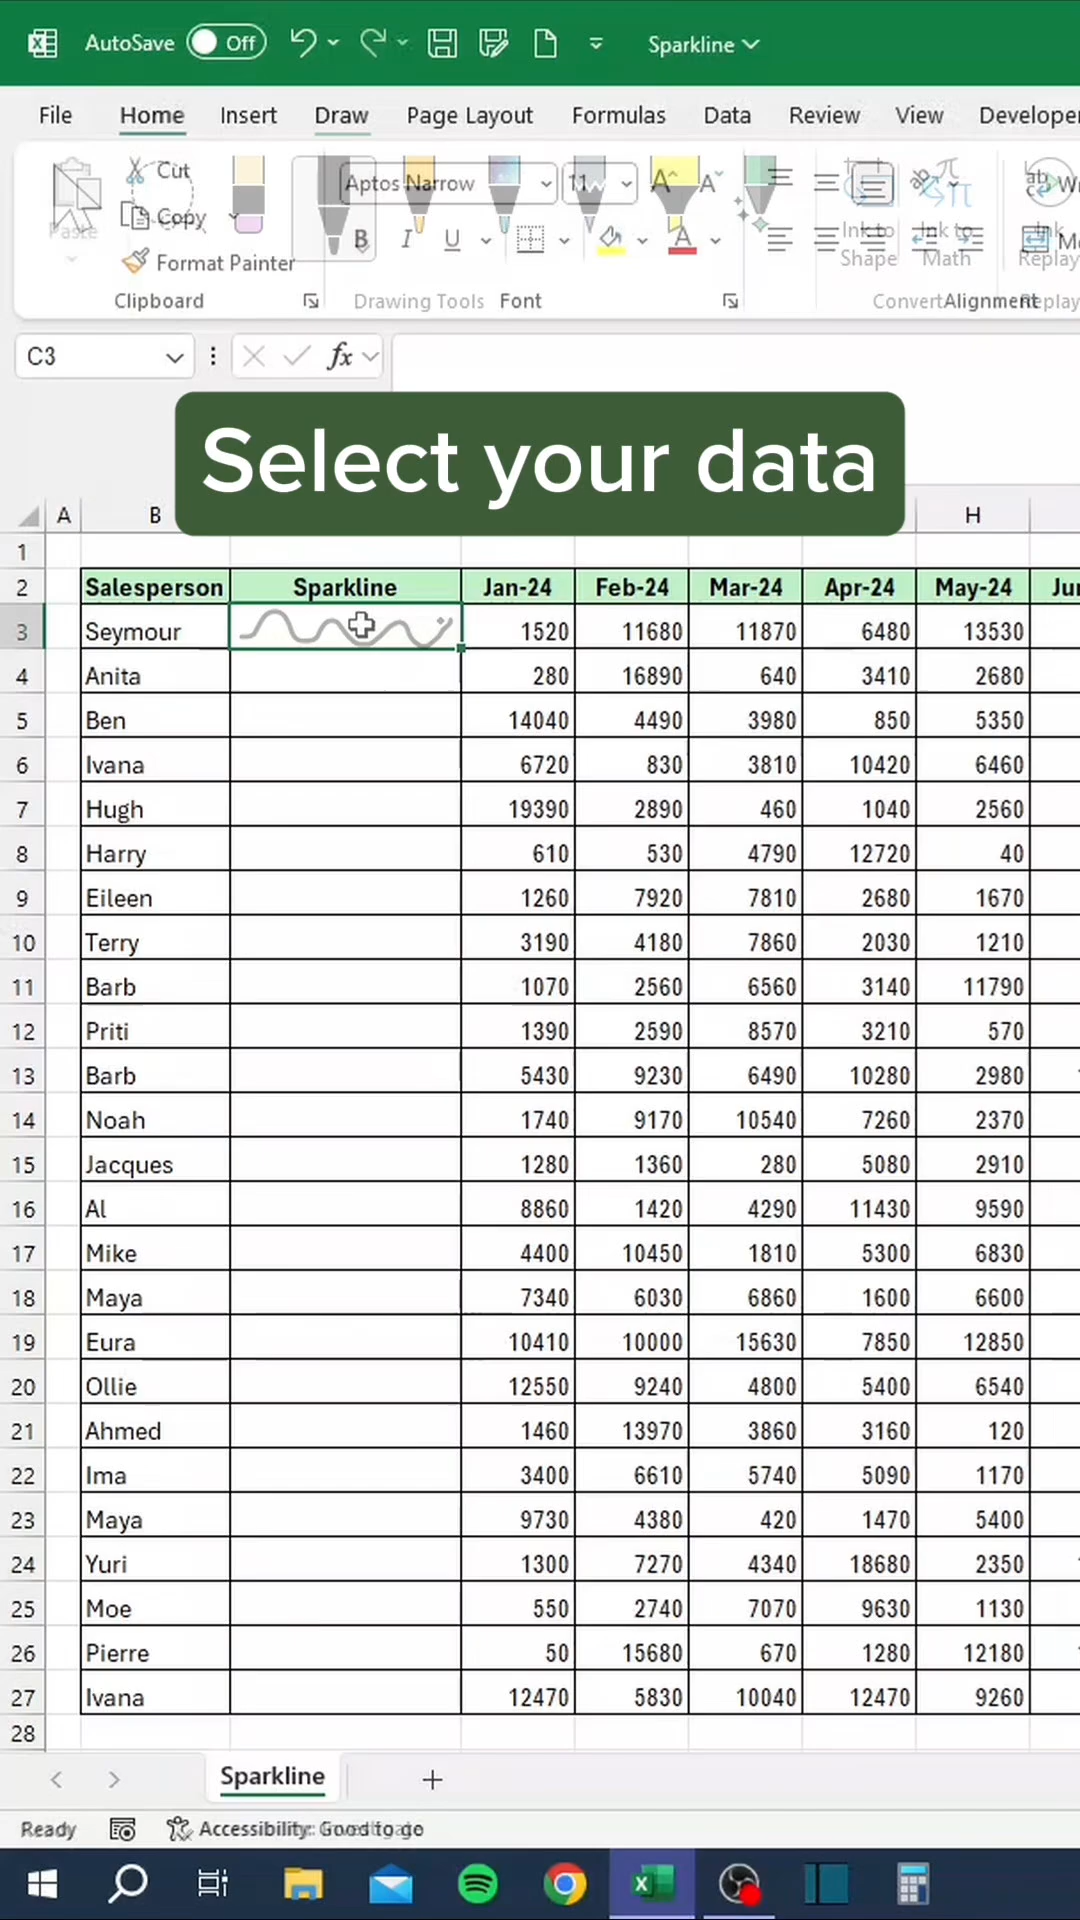 AutoSave Off Sparkline
File Home Insert Draw Page Layout Formulas Data Review View Developer
Cut
Copy
Paste
Format Painter
Aptos Narrow 11
B I U A
Ink to Shape
Ink to Math
Replay
Clipboard Drawing Tools Font Convert Alignment Replay
C3 fx
Select your data
A B H
1
2 Salesperson Sparkline Jan-24 Feb-24 Mar-24 Apr-24 May-24
3 Seymour 1520 11680 11870 6480 13530
4 Anita 280 16890 640 3410 2680
5 Ben 14040 4490 3980 850 5350
6 Ivana 6720 830 3810 10420 6460
7 Hugh 19390 2890 460 1040 2560
8 Harry 610 530 4790 12720 40
9 Eileen 1260 7920 7810 2680 1670
10 Terry 3190 4180 7860 2030 1210
11 Barb 1070 2560 6560 3140 11790
12 Priti 1390 2590 8570 3210 570
13 Barb 5430 9230 6490 10280 2980
14 Noah 1740 9170 10540 7260 2370
15 Jacques 1280 1360 280 5080 2910
16 Al 8860 1420 4290 11430 9590
17 Mike 4400 10450 1810 5300 6830
18 Maya 7340 6030 6860 1600 6600
19 Eura 10410 10000 15630 7850 12850
20 Ollie 12550 9240 4800 5400 6540
21 Ahmed 1460 13970 3860 3160 120
22 Ima 3400 6610 5740 5090 1170
23 Maya 9730 4380 420 1470 5400
24 Yuri 1300 7270 4340 18680 2350
25 Moe 550 2740 7070 9630 1130
26 Pierre 50 15680 670 1280 12180
27 Ivana 12470 5830 10040 12470 9260
28
Sparkline
Ready Accessibility: Good to go